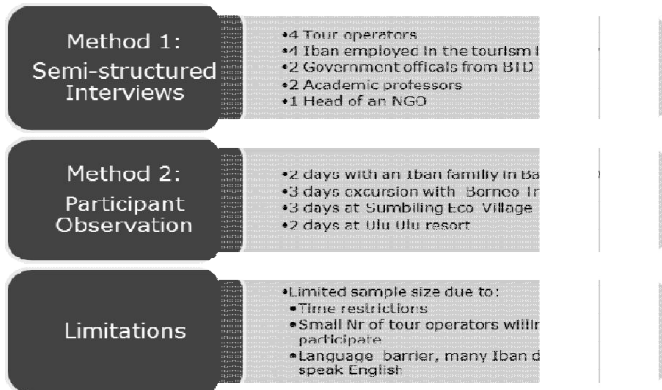 Method 1:
Semi-structured
Interviews
•4 Tour operators
•4 Iban employed in the tourism
•2 Government officals from BTD
•2 Academic professors
•1 Head of an NGO
Method 2:
Participant
Observation
•2 days with an Iban familly in
•3 days excursion with Borneo
•3 days at Sumbiling Eco Village
•2 days at Ulu Ulu resort
Limitations
•Limited sample size due to:
•Time restrictions
•Small Nr of tour operators
participate
•Language barrier, many Iban
speak English